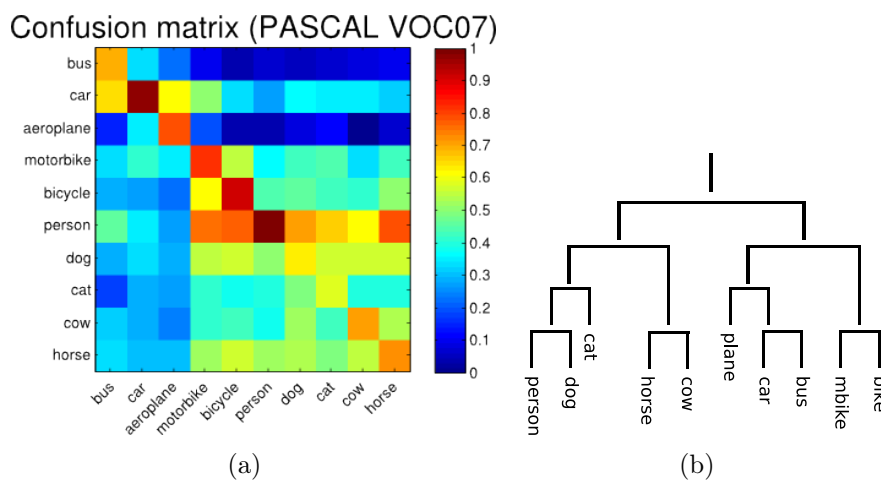 Confusion matrix (PASCAL VOC07)
bus
car
aeroplane
motorbike
bicycle
person
dog
cat
cow
horse
bus
car
aeroplane
motorbike
bicycle
person
dog
cat
cow
horse
1
0.9
0.8
0.7
0.6
0.5
0.4
0.3
0.2
0.1
0
person
dog
cat
horse
cow
plane
car
bus
mbike
bike
(a)
(b)